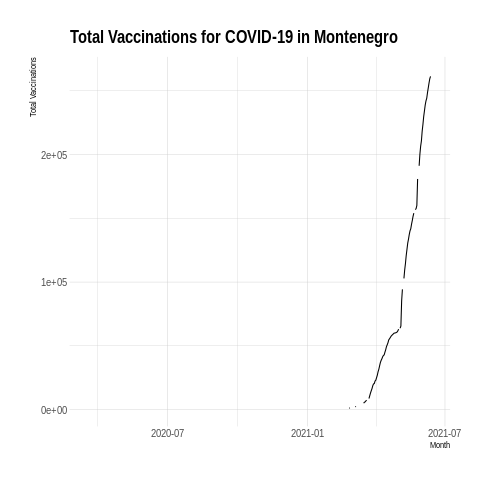 Total Vaccinations for COVID-19 in Montenegro
Total Vaccinations
2e+05
1e+05
0e+00
2020-07 2021-01 2021-07
Month